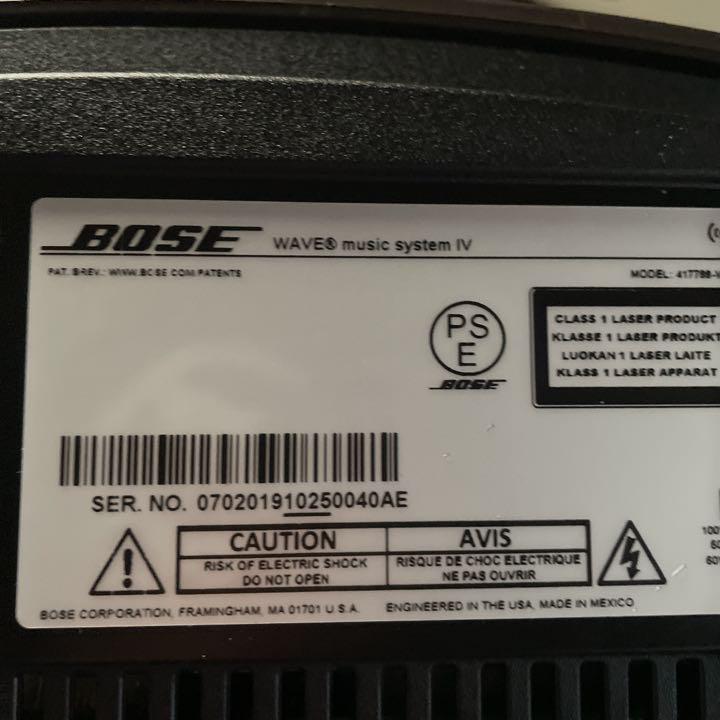 BOSE WAVE® music system IV
PAT. BREV.: WWW.BOSE.COM/PATENTS
MODEL: 417788-
PS
E
BOSE
CLASS 1 LASER PRODUCT
KLASSE 1 LASER PRODUKT
LUOKAN 1 LASER LAITE
KLASS 1 LASER APPARAT
SER. NO. 070201910250040AE
CAUTION
RISK OF ELECTRIC SHOCK
DO NOT OPEN
AVIS
RISQUE DE CHOC ELECTRIQUE
NE PAS OUVRIR
BOSE CORPORATION, FRAMINGHAM, MA 01701 U.S.A. ENGINEERED IN THE USA, MADE IN MEXICO